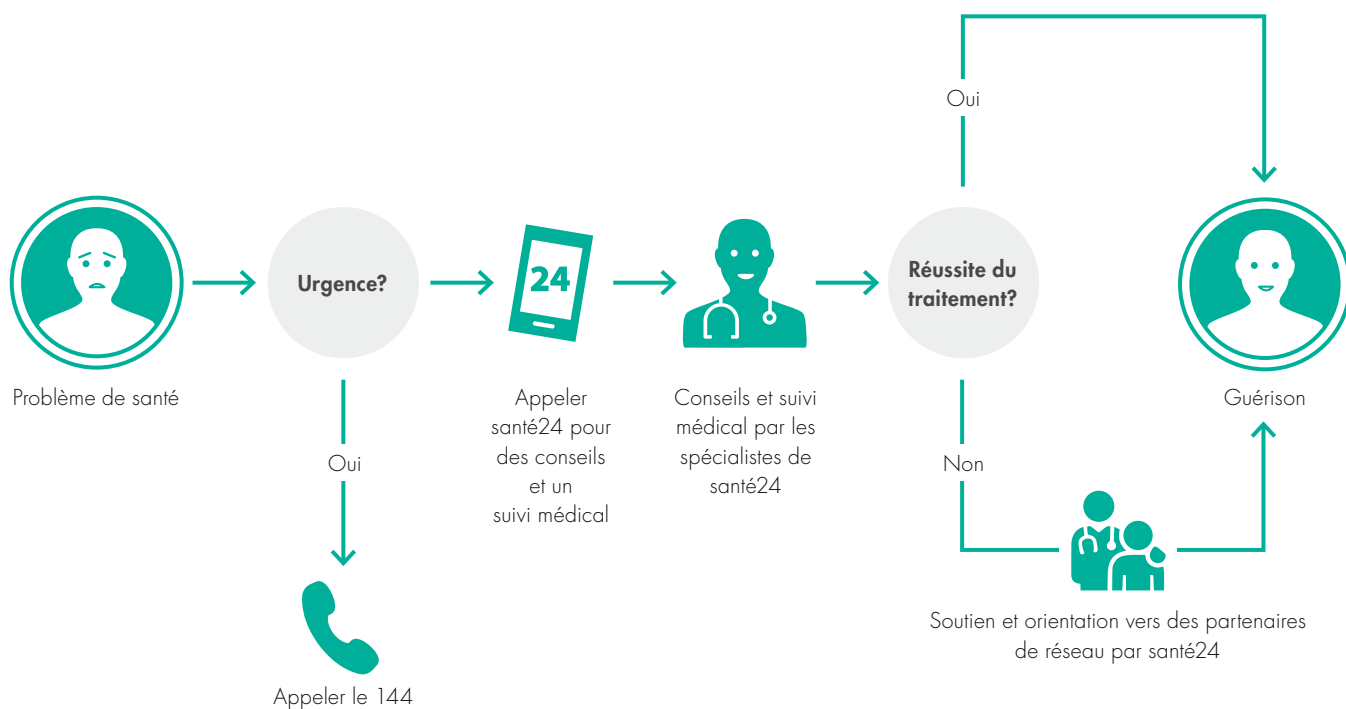 Problème de santé
Urgence?
Oui
Appeler le 144
24
Appeler
santé24 pour
des conseils
et un
suivi médical
Conseils et suivi
médical par les
spécialistes de
santé24
Réussite du
traitement?
Oui
Non
Soutien et orientation vers des partenaires
de réseau par santé24
Guérison